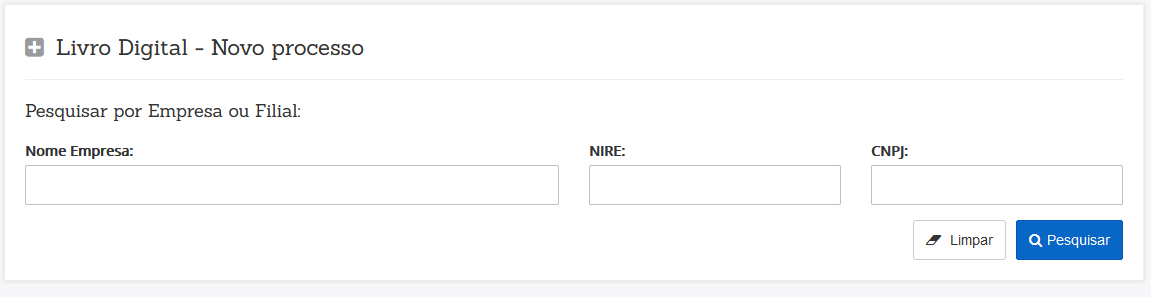 Livro Digital - Novo processo
Pesquisar por Empresa ou Filial:
Nome Empresa: NIRE: CNPJ:
Limpar Pesquisar